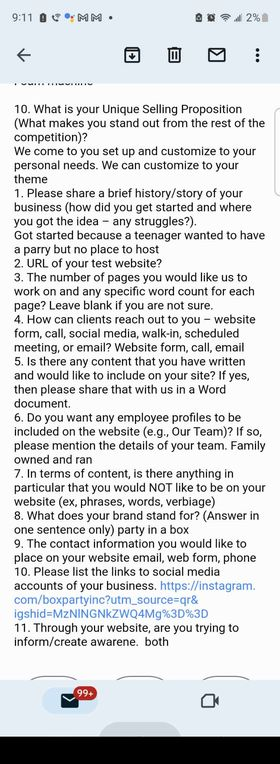 9:11
2%
10. What is your Unique Selling Proposition
(What makes you stand out from the rest of the
competition)?
We come to you set up and customize to your
personal needs. We can customize to your
theme
1. Please share a brief history/story of your
business (how did you get started and where
you got the idea – any struggles?).
Got started because a teenager wanted to have
a parry but no place to host
2. URL of your test website?
3. The number of pages you would like us to
work on and any specific word count for each
page? Leave blank if you are not sure.
4. How can clients reach out to you – website
form, call, social media, walk-in, scheduled
meeting, or email? Website form, call, email
5. Is there any content that you have written
and would like to include on your site? If yes,
then please share that with us in a Word
document.
6. Do you want any employee profiles to be
included on the website (e.g., Our Team)? If so,
please mention the details of your team. Family
owned and ran
7. In terms of content, is there anything in
particular that you would NOT like to be on your
website (ex, phrases, words, verbiage)
8. What does your brand stand for? (Answer in
one sentence only) party in a box
9. The contact information you would like to
place on your website email, web form, phone
10. Please list the links to social media
accounts of your business. https://instagram.
com/boxpartyinc?utm_source=qr&
igshid=MzNlNGNkZWQ4Mg%3D%3D
11. Through your website, are you trying to
inform/create awarene. both
99+